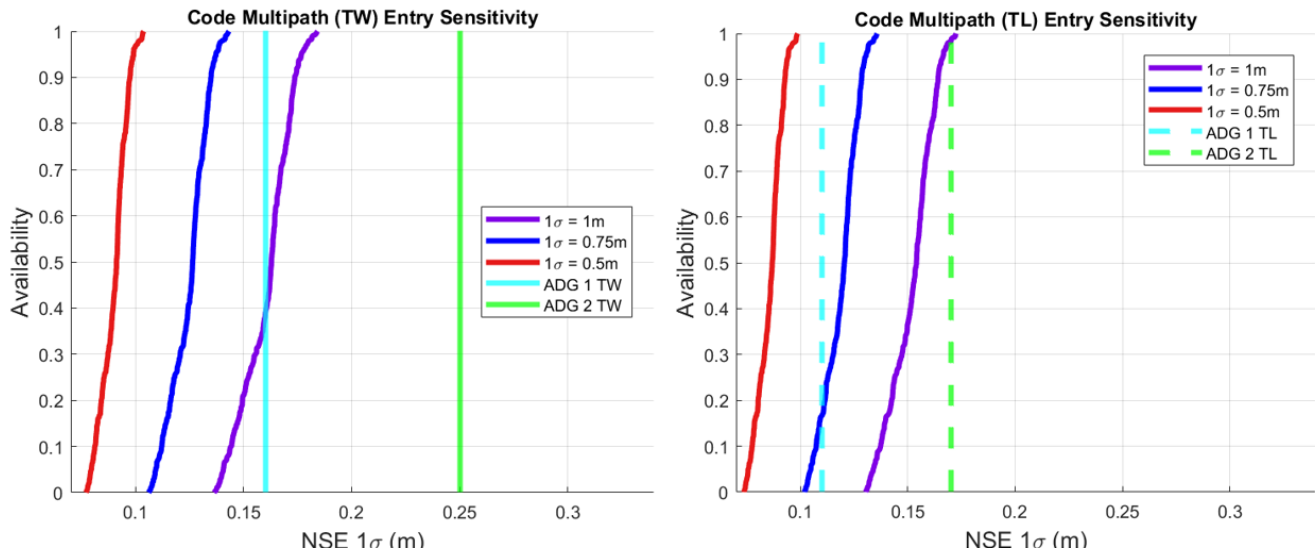 Code Multipath (TW) Entry Sensitivity
1
0.9
0.8
0.7
0.6
0.5
0.4
0.3
0.2
0.1
0
Availability
1σ = 1m
1σ = 0.75m
1σ = 0.5m
ADG 1 TW
ADG 2 TW
0.1
0.15
0.2
0.25
0.3
NSE 1σ (m)
Code Multipath (TL) Entry Sensitivity
1
0.9
0.8
0.7
0.6
0.5
0.4
0.3
0.2
0.1
0
Availability
1σ = 1m
1σ = 0.75m
1σ = 0.5m
ADG 1 TL
ADG 2 TL
0.1
0.15
0.2
0.25
0.3
NSE 1σ (m)